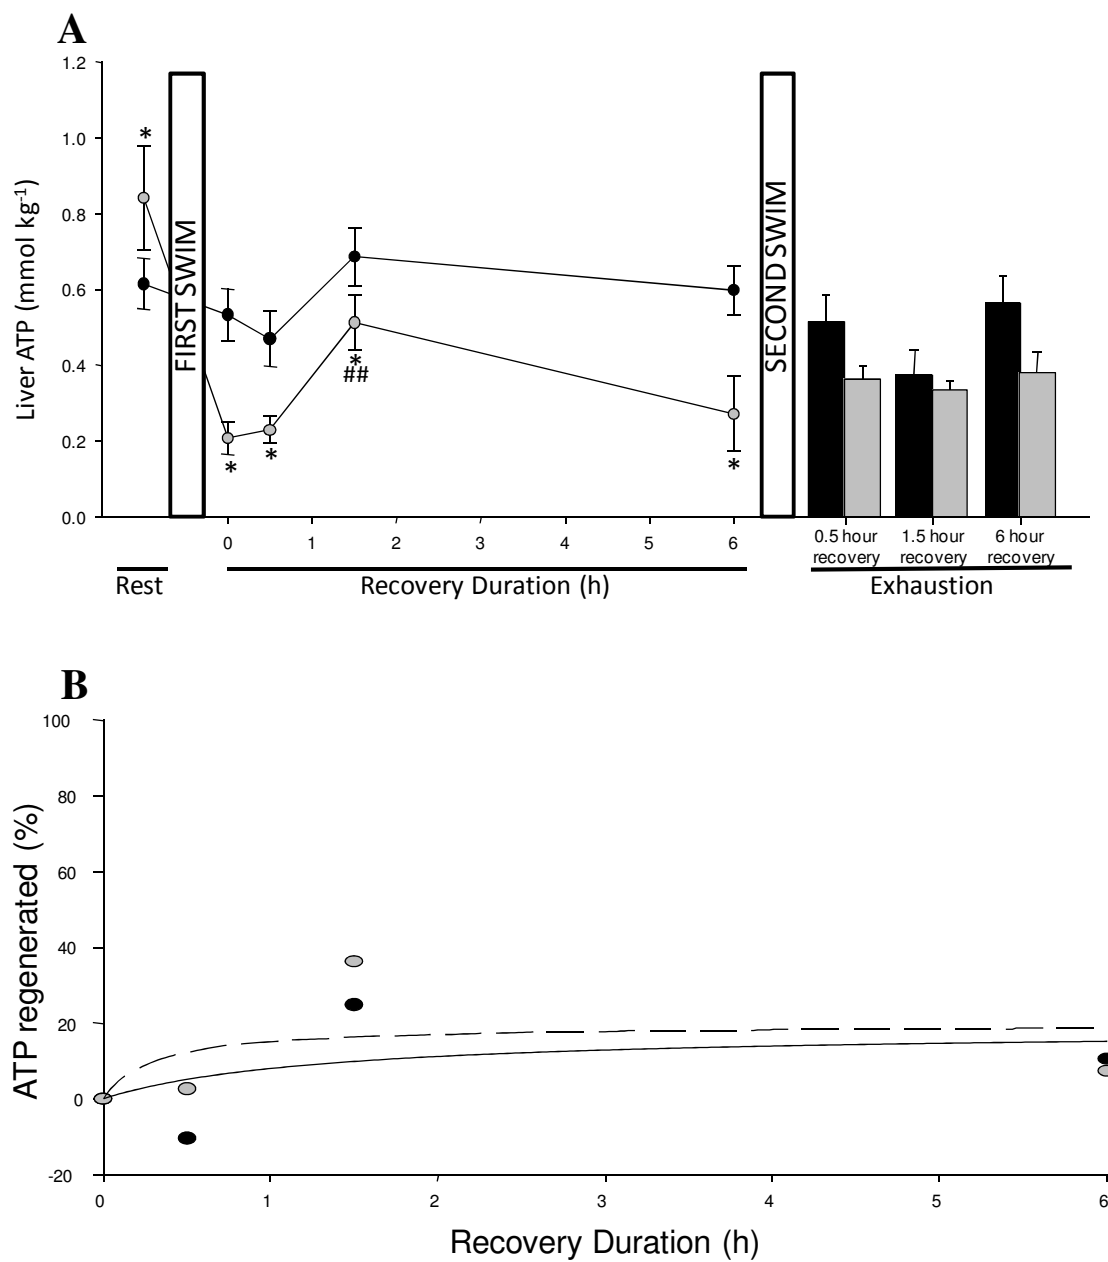 A
1.2
1.0
0.8
0.6
0.4
0.2
0.0
Liver ATP (mmol kg-1)
*
FIRST SWIM
*
*
*
##
*
SECOND SWIM
0 1 2 3 4 5 6
0.5 hour recovery
1.5 hour recovery
6 hour recovery
Rest
Recovery Duration (h)
Exhaustion
B
100
80
60
40
20
0
-20
ATP regenerated (%)
0 1 2 3 4 5 6
Recovery Duration (h)